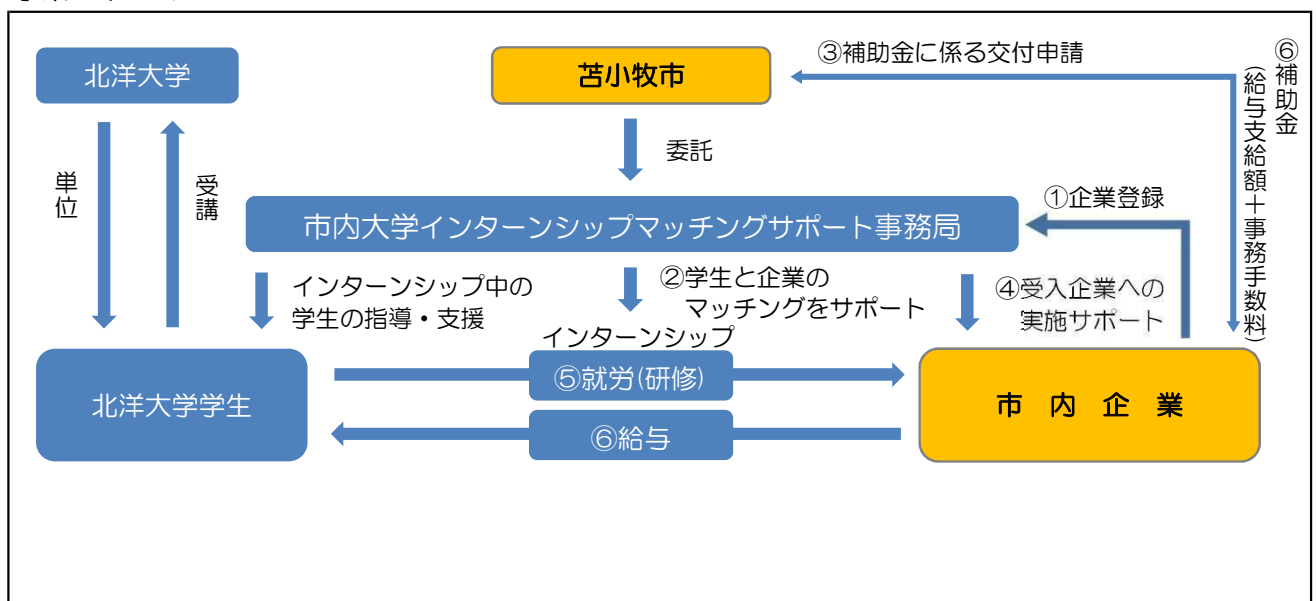 北洋大学
苫小牧市
③補助金に係る交付申請
⑥補助金
(給与支給額+事務手数料)
委託
単位
受講
①企業登録
市内大学インターンシップマッチングサポート事務局
インターンシップ中の
学生の指導・支援
②学生と企業の
マッチングをサポート
④受入企業への
実施サポート
インターンシップ
⑤就労(研修)
北洋大学学生
市内企業
⑥給与